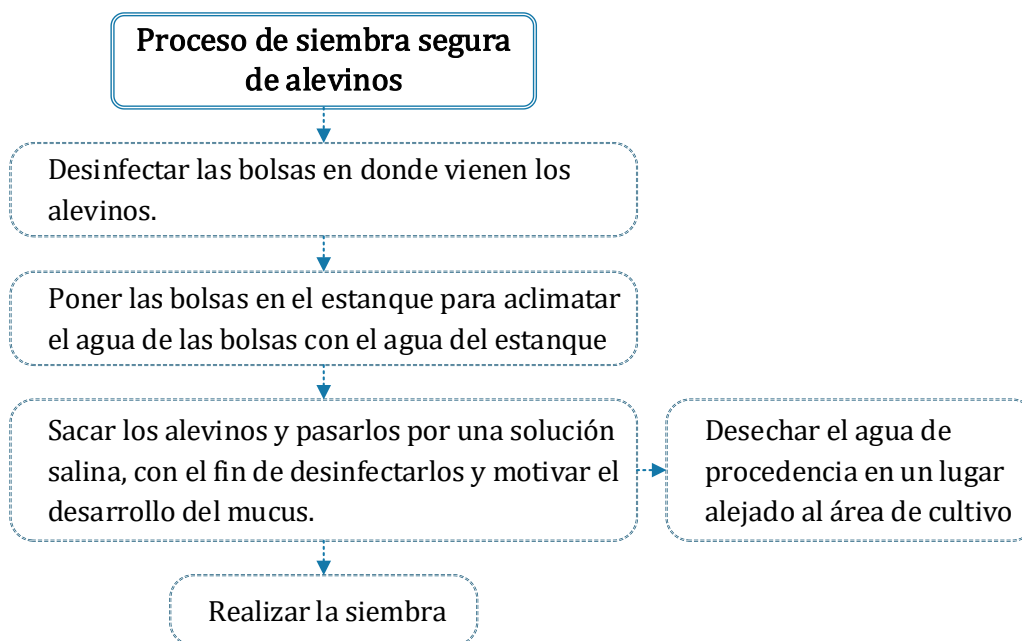 Proceso de siembra segura
de alevinos
Desinfectar las bolsas en donde vienen los
alevinos.
Poner las bolsas en el estanque para aclimatar
el agua de las bolsas con el agua del estanque
Sacar los alevinos y pasarlos por una solución
salina, con el fin de desinfectarlos y motivar el
desarrollo del mucus.
Desechar el agua de
procedencia en un lugar
alejado al área de cultivo
Realizar la siembra